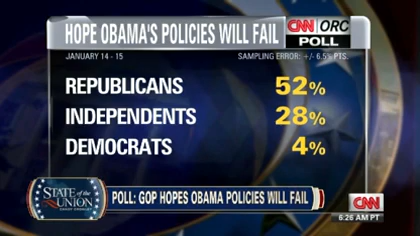 HOPE OBAMA'S POLICIES WILL FAIL
CNN ORC
POLL
JANUARY 14 - 15
SAMPLING ERROR: +/- 6.5% PTS.
REPUBLICANS 52%
INDEPENDENTS 28%
DEMOCRATS 4%
STATE of the UNION
CANDY CROWLEY
POLL: GOP HOPES OBAMA POLICIES WILL FAIL
CNN
6:26 AM PT